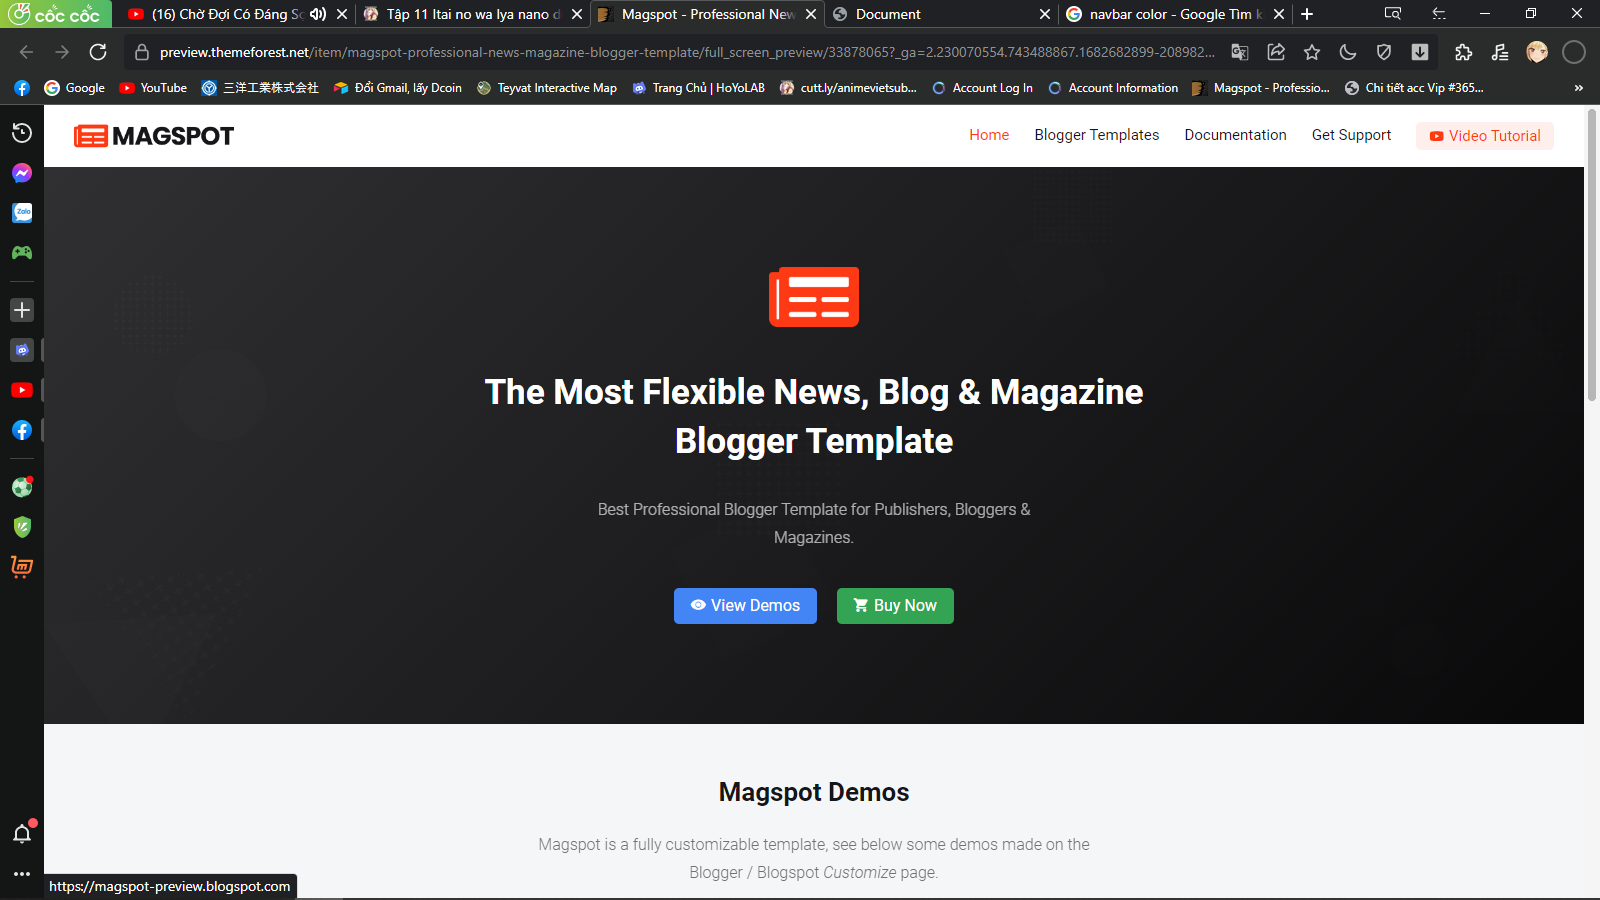 cốc cốc
(16) Chờ Đợi Có Đáng Sợ
Tập 11 Itai no wa Iya nano d
Magspot - Professional New
Document
navbar color - Google Tìm k
preview.themeforest.net/item/magspot-professional-news-magazine-blogger-template/full_screen_preview/33878065?_ga=2.230070554.743488867.1682682899-208982...
Google
YouTube
三洋工業株式会社
Đổi Gmail, lấy Dcoin
Teyvat Interactive Map
Trang Chủ | HoYoLAB
cutt.ly/animevietsub...
Account Log In
Account Information
Magspot - Professio...
Chi tiết acc Vip #365...
»
Zalo
MAGSPOT
Home
Blogger Templates
Documentation
Get Support
Video Tutorial
The Most Flexible News, Blog & Magazine
Blogger Template
Best Professional Blogger Template for Publishers, Bloggers &
Magazines.
View Demos
Buy Now
Magspot Demos
Magspot is a fully customizable template, see below some demos made on the
Blogger / Blogspot Customize page.
https://magspot-preview.blogspot.com